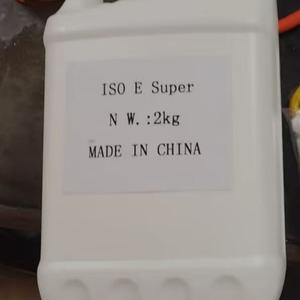 ISO E Super
N W.:2kg
MADE IN CHINA